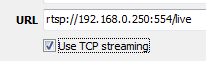 URL rtsp://192.168.0.250:554/live
Use TCP streaming